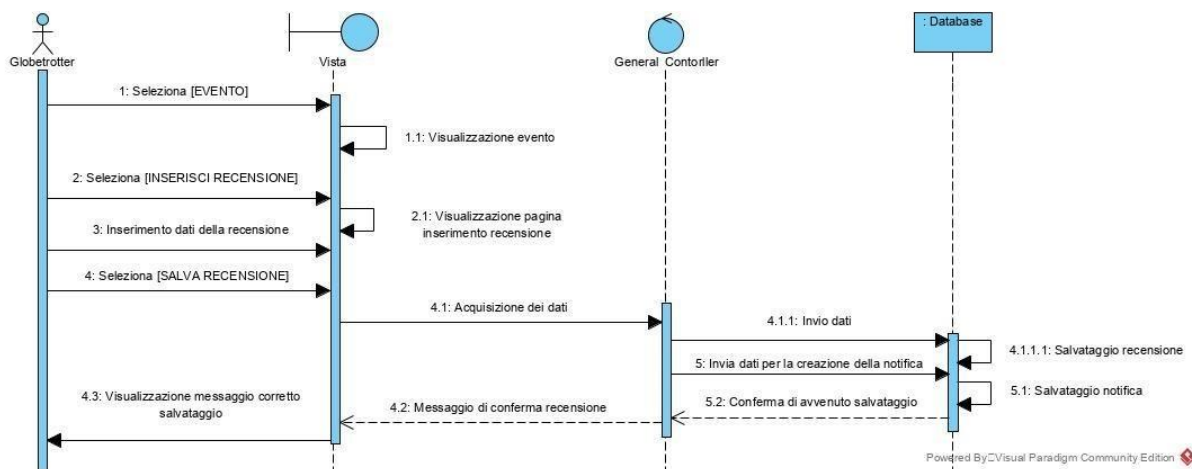 : Database
Globetrotter
Vista
General Contorller
1: Seleziona [EVENTO]
1.1: Visualizzazione evento
2: Seleziona [INSERISCI RECENSIONE]
2.1: Visualizzazione pagina
inserimento recensione
3: Inserimento dati della recensione
4: Seleziona [SALVA RECENSIONE]
4.1: Acquisizione dei dati
4.1.1: Invio dati
4.1.1.1: Salvataggio recensione
5: Invia dati per la creazione della notifica
5.1: Salvataggio notifica
5.2: Conferma di avvenuto salvataggio
4.2: Messaggio di conferma recensione
4.3: Visualizzazione messaggio corretto
salvataggio
Powered By Visual Paradigm Community Edition